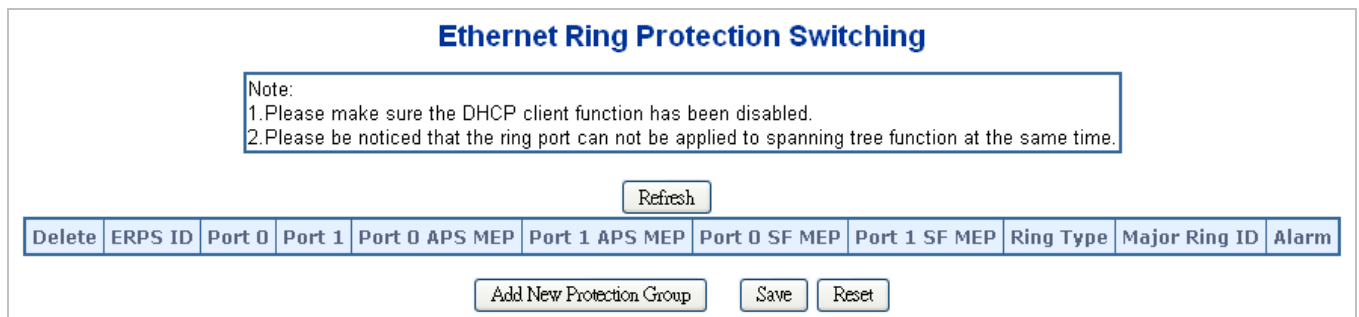 Ethernet Ring Protection Switching
Note:
1.Please make sure the DHCP client function has been disabled.
2.Please be noticed that the ring port can not be applied to spanning tree function at the same time.
Refresh
Delete ERPS ID Port 0 Port 1 Port 0 APS MEP Port 1 APS MEP Port 0 SF MEP Port 1 SF MEP Ring Type Major Ring ID Alarm
Add New Protection Group Save Reset